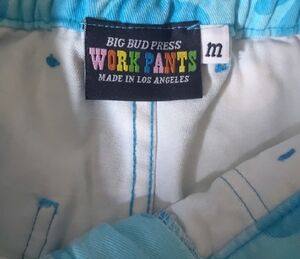 BIG BUD PRESS
WORK PANTS
MADE IN LOS ANGELES
m